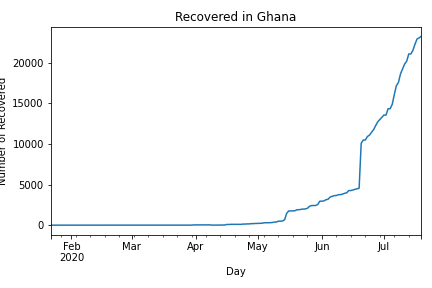 Recovered in Ghana
Number of Recovered
20000
15000
10000
5000
0
Feb Mar Apr May Jun Jul
2020
Day